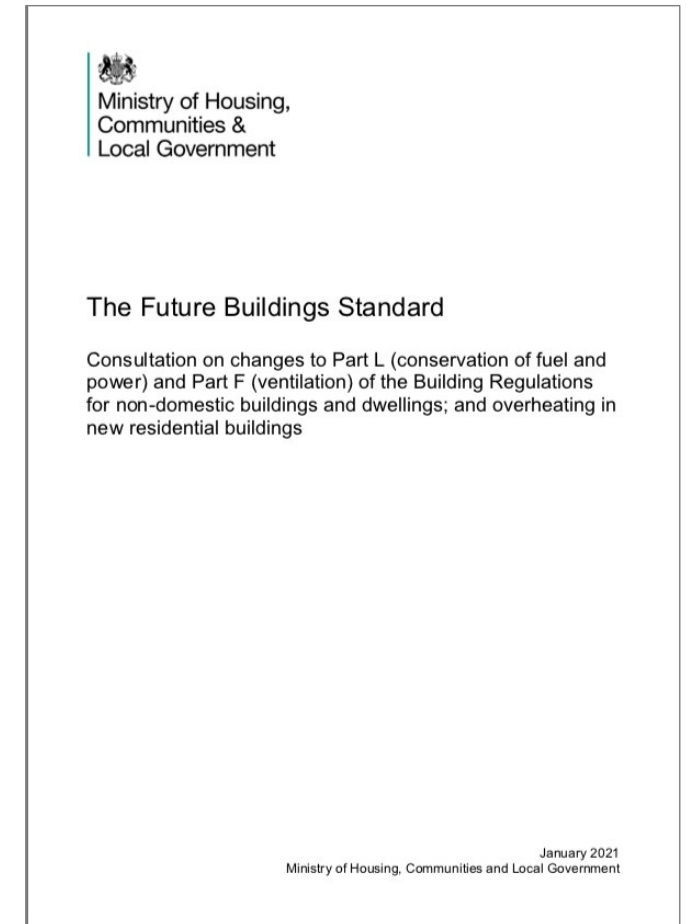 Ministry of Housing,
Communities &
Local Government
The Future Buildings Standard
Consultation on changes to Part L (conservation of fuel and
power) and Part F (ventilation) of the Building Regulations
for non-domestic buildings and dwellings; and overheating in
new residential buildings
January 2021
Ministry of Housing, Communities and Local Government